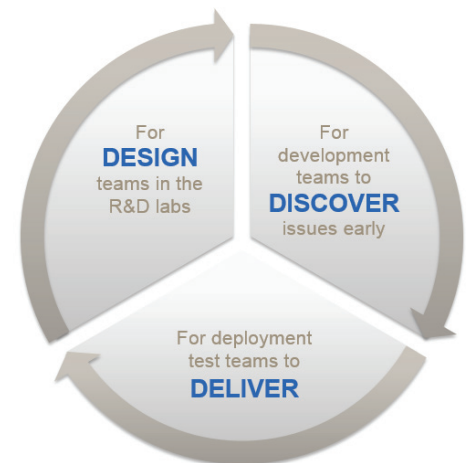 For
DESIGN
teams in the
R&D labs
For
development
teams to
DISCOVER
issues early
For deployment
test teams to
DELIVER